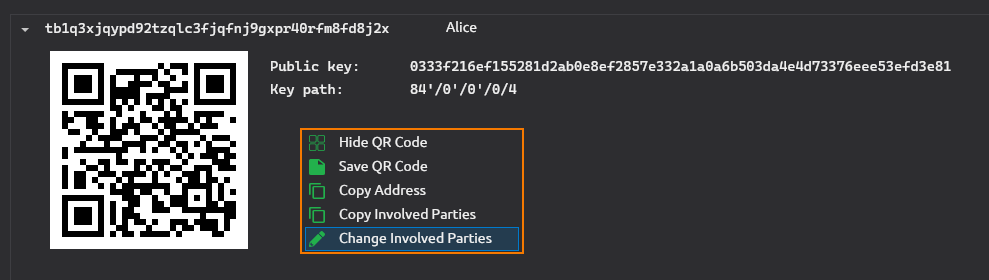 tb1q3xjqypd92tzqlc3fjqfnj9gxpr40rfm8fd8j2x Alice
Public key: 0333f216ef155281d2ab0e8ef2857e332a1a0a6b503da4e4d73376eee53efd3e81
Key path: 84'/0'/0'/0/4
Hide QR Code
Save QR Code
Copy Address
Copy Involved Parties
Change Involved Parties